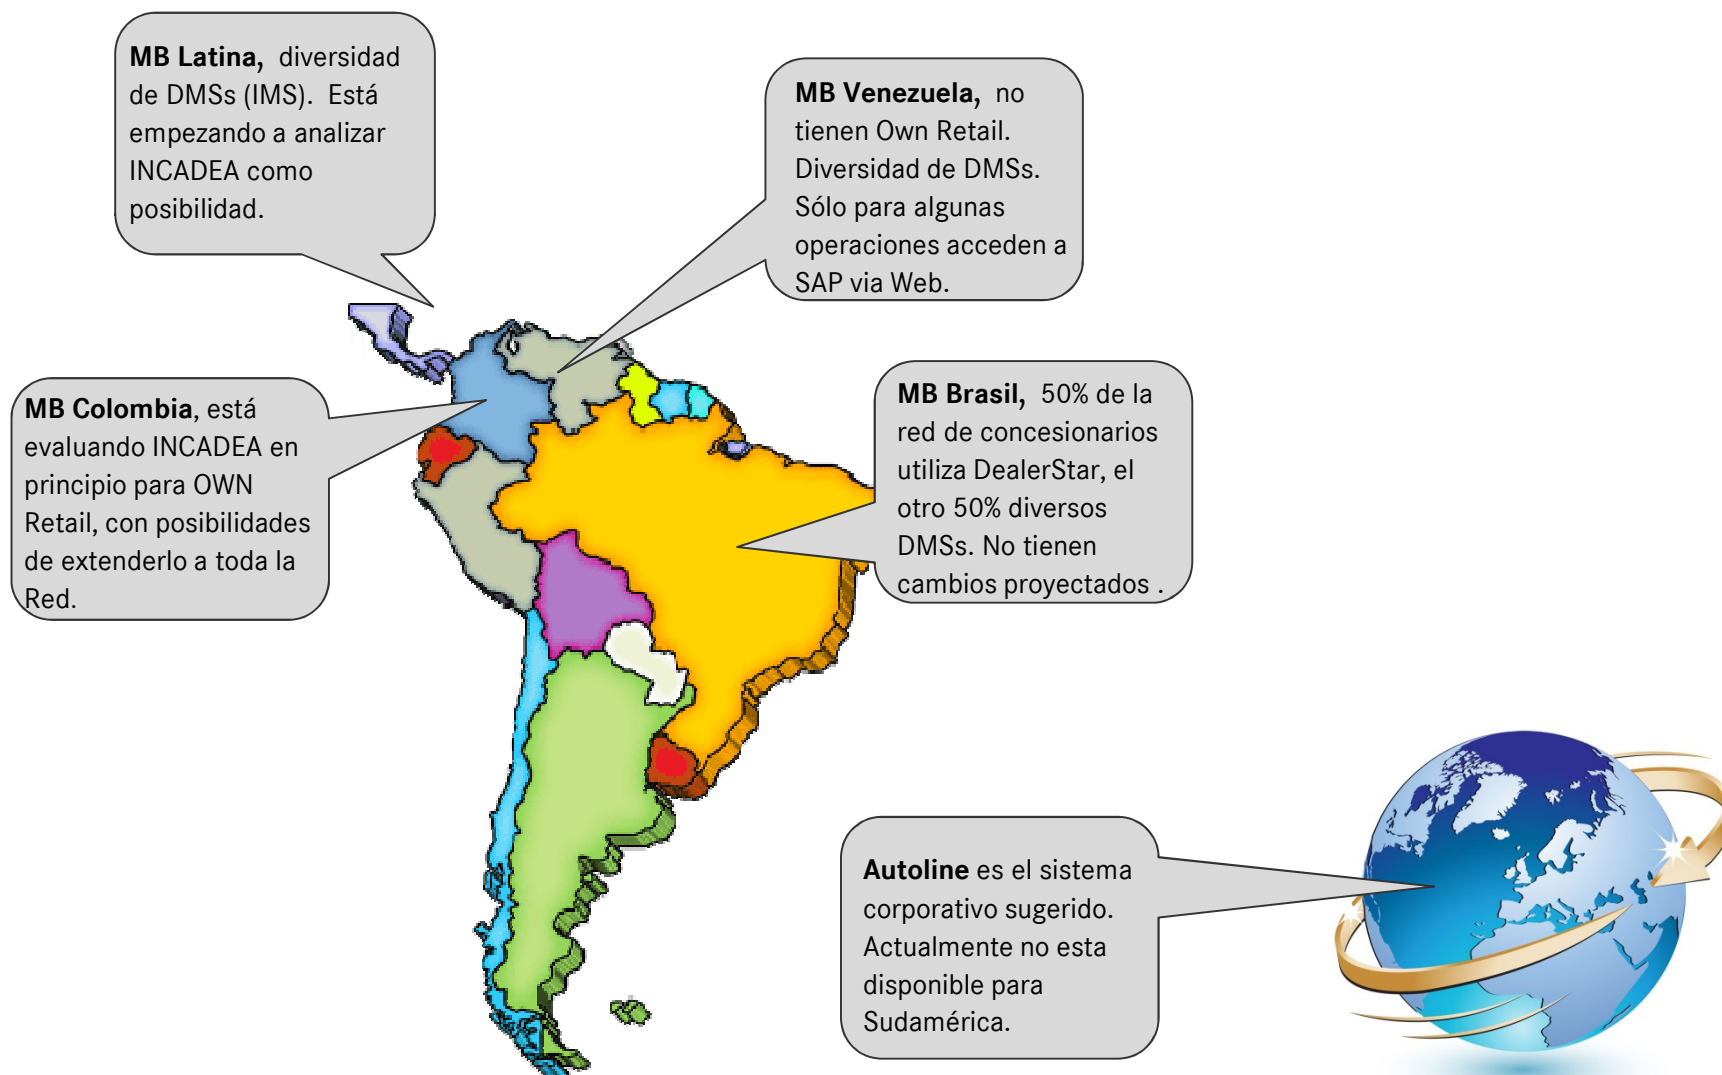 MB Latina, diversidad
de DMSs (IMS). Está
empezando a analizar
INCADEA como
posibilidad.
MB Venezuela, no
tienen Own Retail.
Diversidad de DMSs.
Sólo para algunas
operaciones acceden a
SAP via Web.
MB Colombia, está
evaluando INCADEA en
principio para OWN
Retail, con posibilidades
de extenderlo a toda la
Red.
MB Brasil, 50% de la
red de concesionarios
utiliza DealerStar, el
otro 50% diversos
DMSs. No tienen
cambios proyectados .
Autoline es el sistema
corporativo sugerido.
Actualmente no esta
disponible para
Sudamérica.